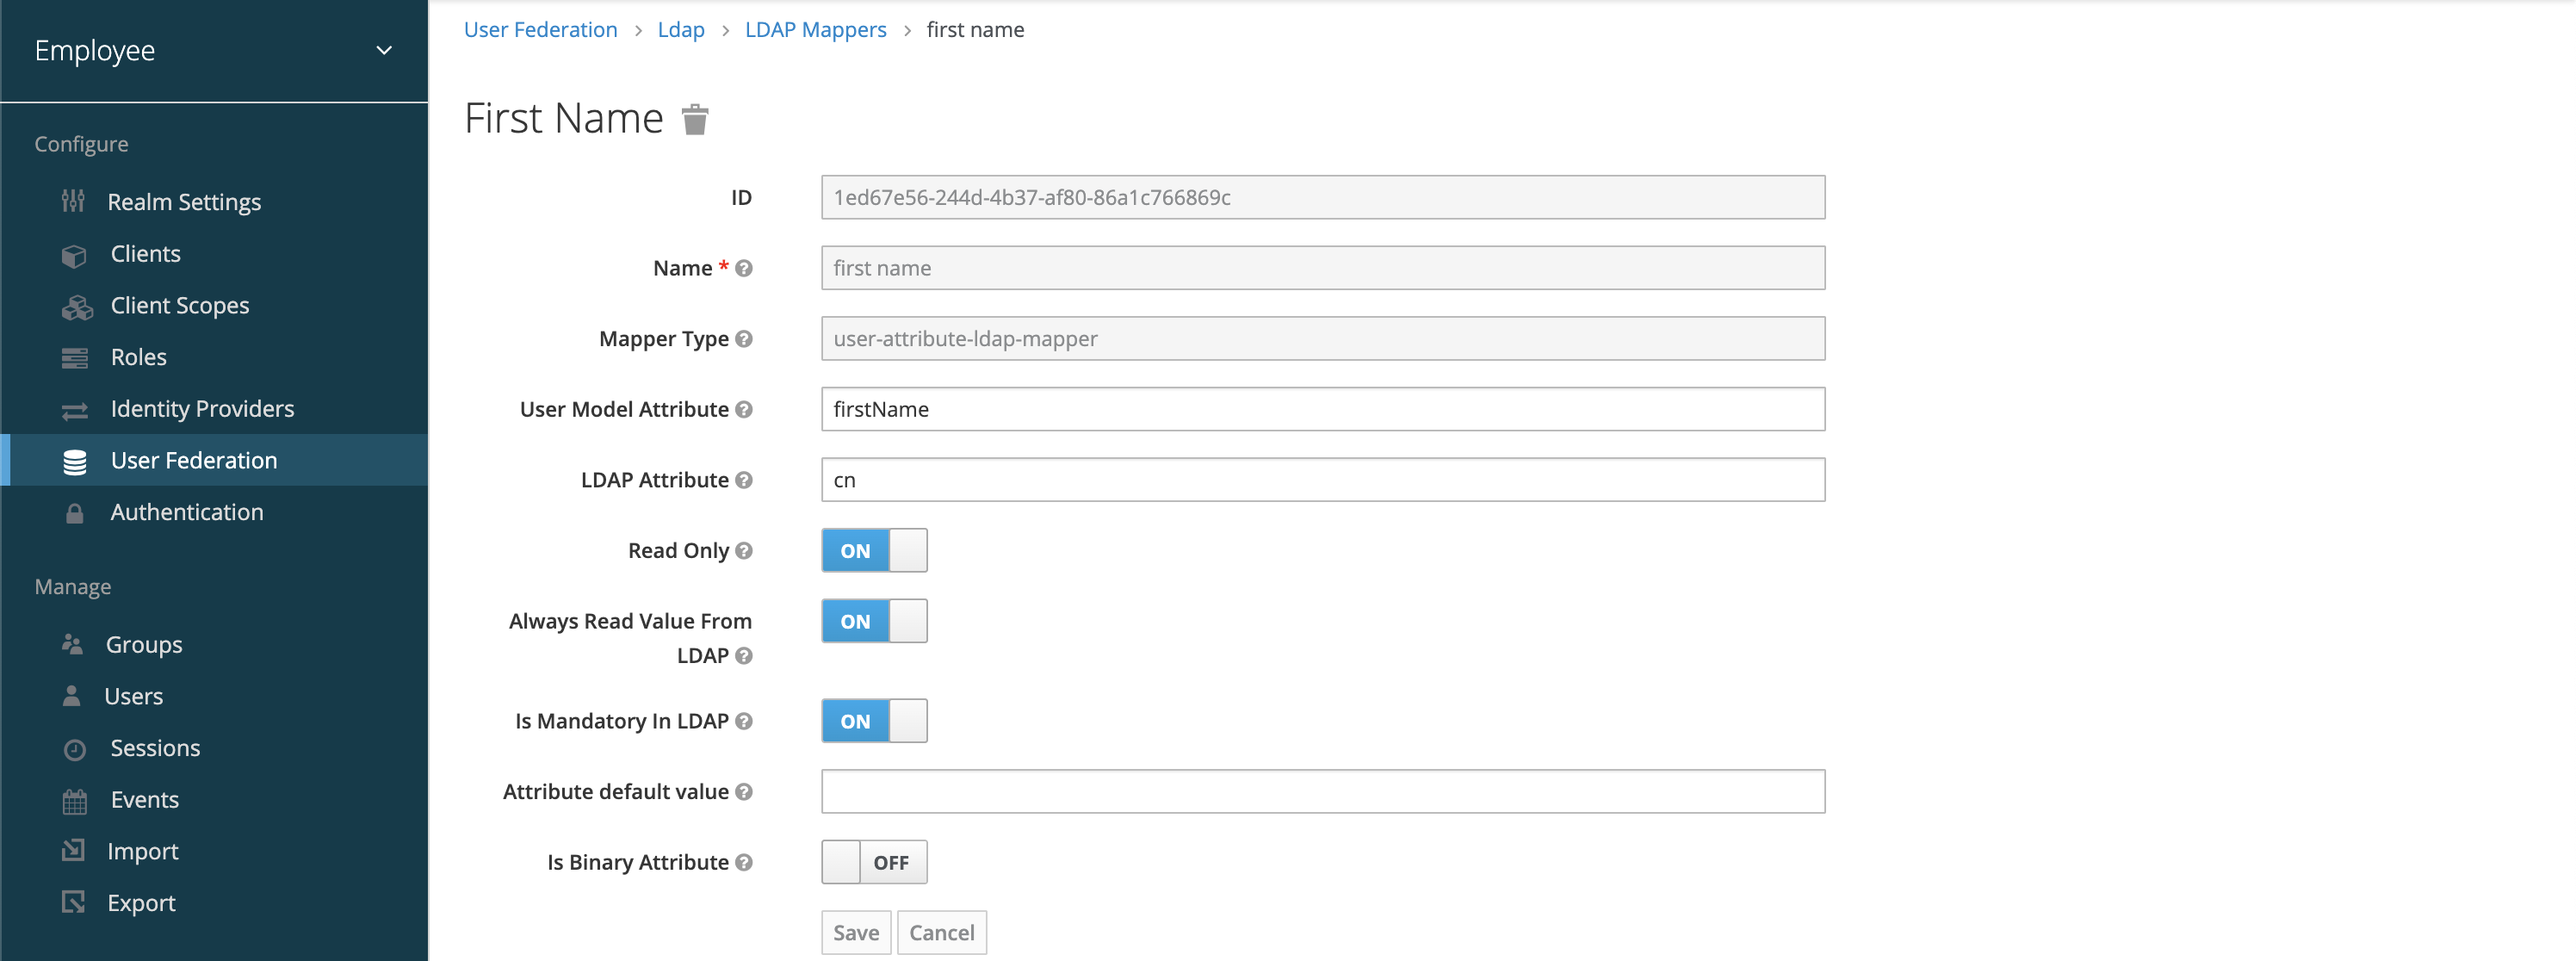 Employee
Configure
Realm Settings
Clients
Client Scopes
Roles
Identity Providers
User Federation
Authentication
Manage
Groups
Users
Sessions
Events
Import
Export
User Federation > Ldap > LDAP Mappers > first name
First Name
ID 1ed67e56-244d-4b37-af80-86a1c766869c
Name * ? first name
Mapper Type ? user-attribute-ldap-mapper
User Model Attribute ? firstName
LDAP Attribute ? cn
Read Only ? ON
Always Read Value From ON
LDAP ?
Is Mandatory In LDAP ? ON
Attribute default value ?
Is Binary Attribute ? OFF
Save Cancel